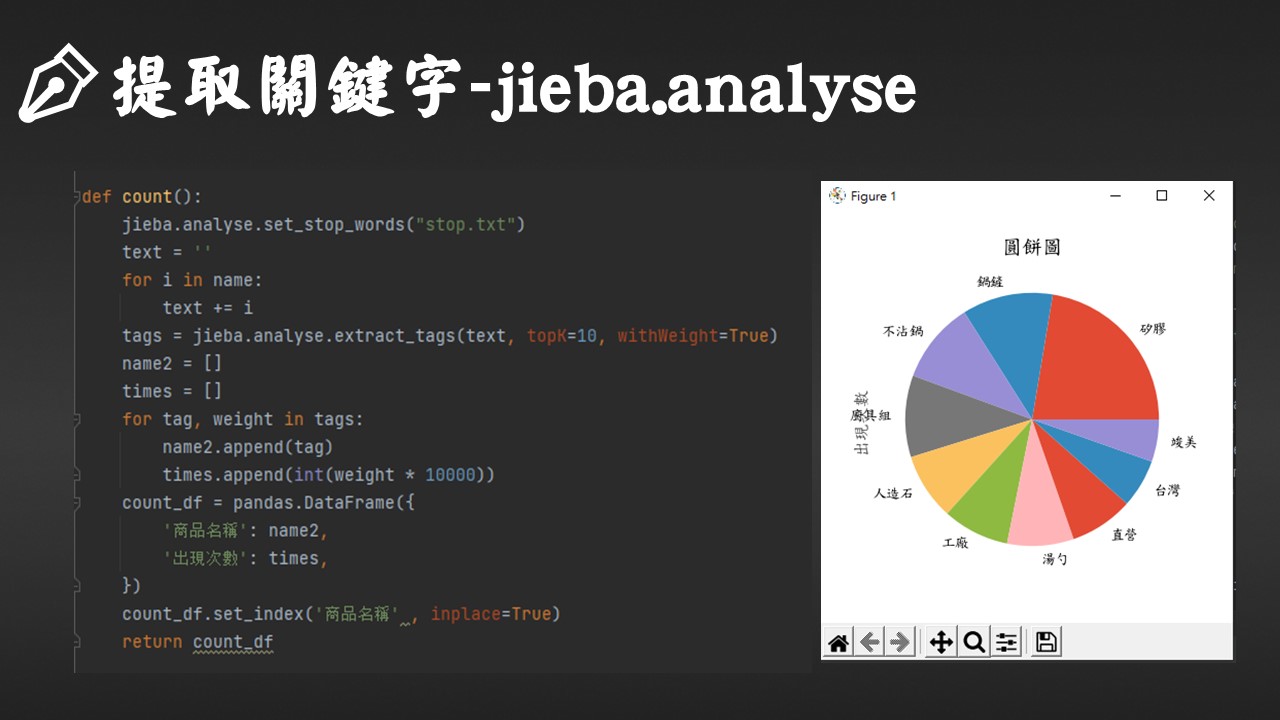 提取關鍵字-jieba.analyse
def count():
    jieba.analyse.set_stop_words("stop.txt")
    text = ''
    for i in name:
        text += i
    tags = jieba.analyse.extract_tags(text, topK=10, withWeight=True)
    name2 = []
    times = []
    for tag, weight in tags:
        name2.append(tag)
        times.append(int(weight * 10000))
    count_df = pandas.DataFrame({
        '商品名稱': name2,
        '出現次數': times,
    })
    count_df.set_index('商品名稱' , inplace=True)
    return count_df
Figure 1
圓餅圖
鍋鏟
矽膠
不沾鍋
廚具組
出現次數
峻美
人造石
台灣
工廠
直營
湯勺